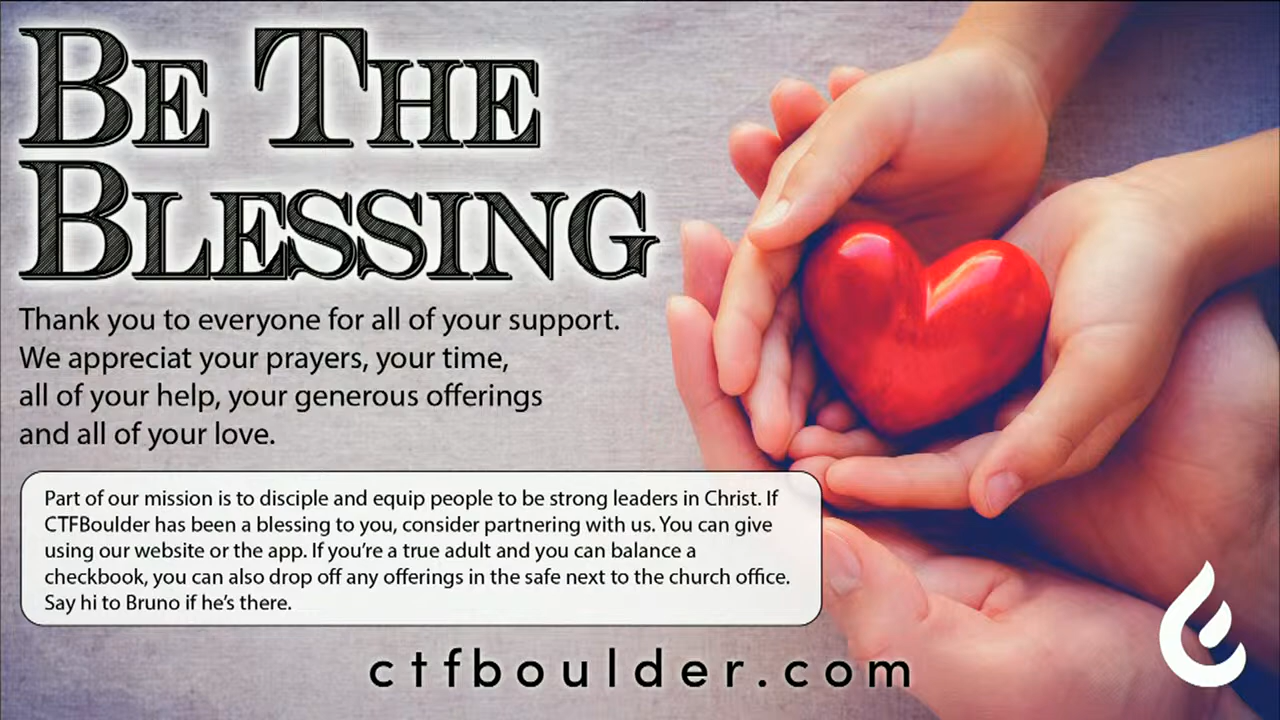 BE THE
BLESSING
Thank you to everyone for all of your support.
We appreciat your prayers, your time,
all of your help, your generous offerings
and all of your love.
Part of our mission is to disciple and equip people to be strong leaders in Christ. If
CTFBoulder has been a blessing to you, consider partnering with us. You can give
using our website or the app. If you're a true adult and you can balance a
checkbook, you can also drop off any offerings in the safe next to the church office.
Say hi to Bruno if he's there.
ctfboulder.com